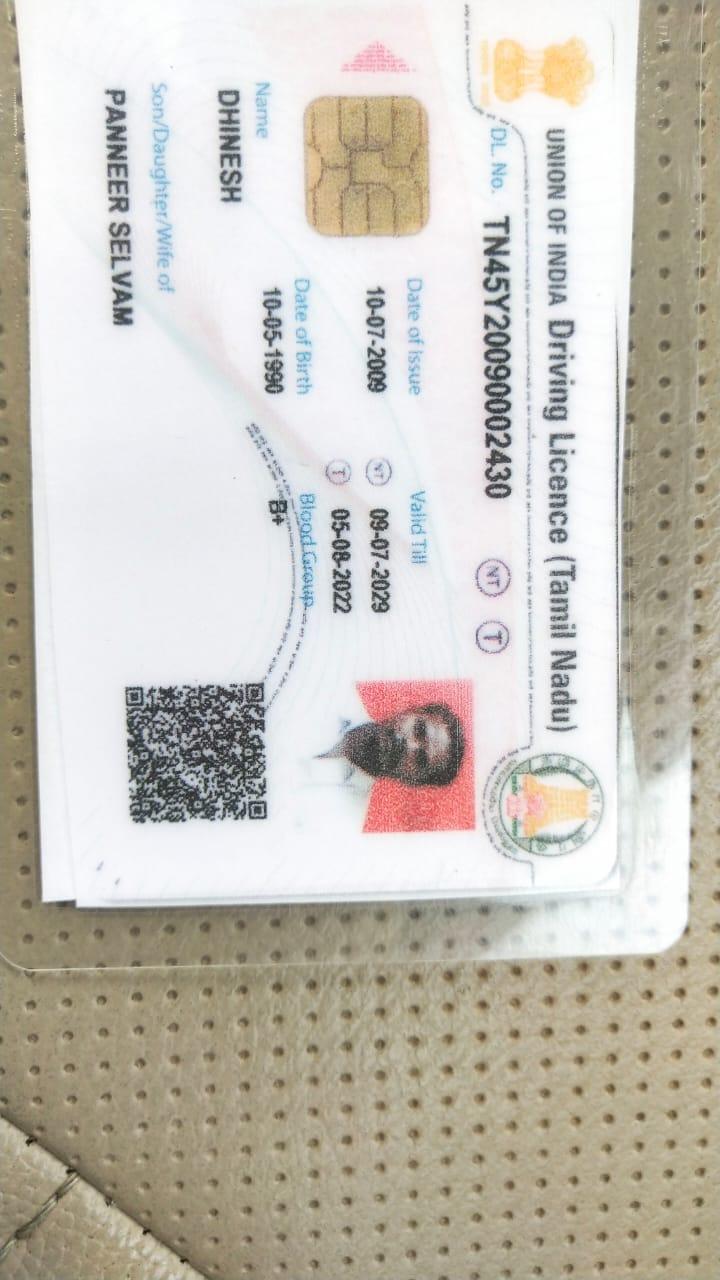 UNION OF INDIA Driving Licence (Tamil Nadu)
DL. No. TN45Y20090002430 NT T
Date of Issue Valid Till
10-07-2009 NT 09-07-2029
T 05-08-2022
Date of Birth Blood Group
10-05-1990 B+
Name
DHINESH
Son/Daughter/Wife of
PANNEER SELVAM